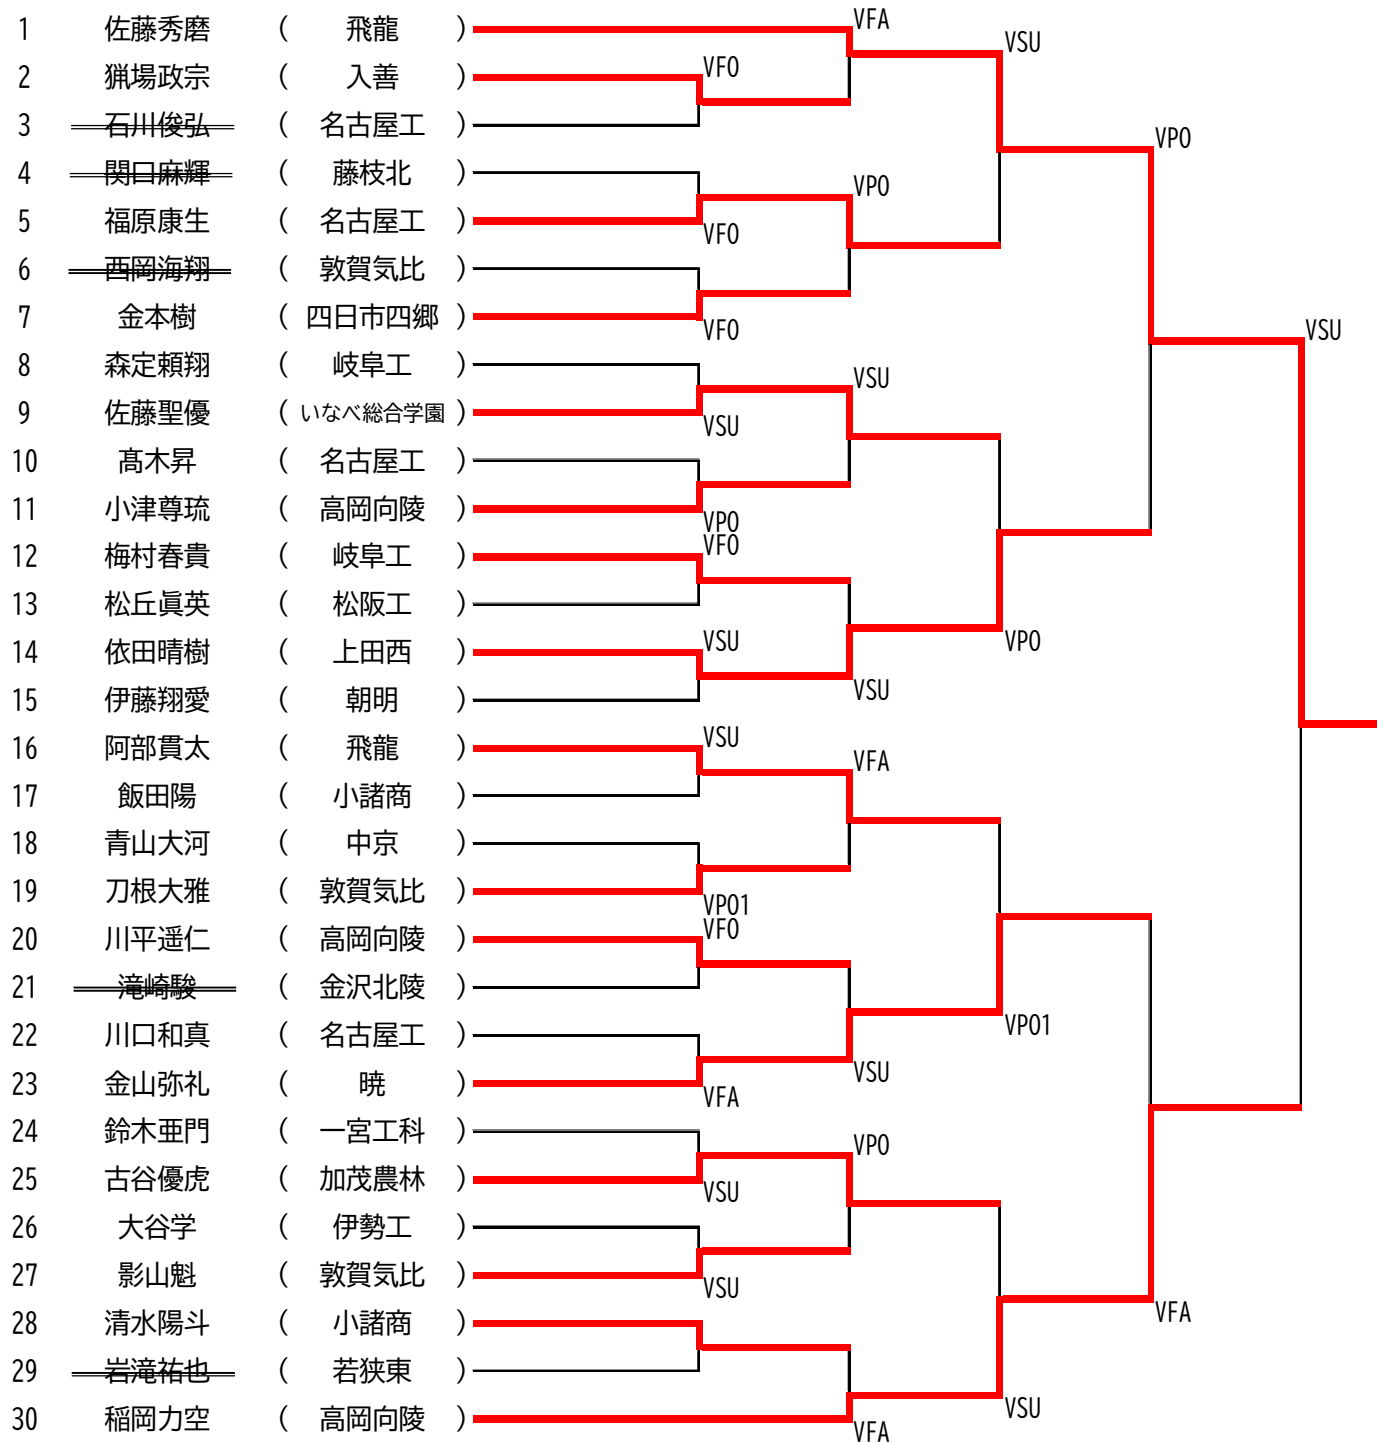 1 佐藤秀磨 ( 飛龍 ) VFA
VSU
2 猟場政宗 ( 入善 ) VFO
3 石川俊弘 ( 名古屋工 )
VPO
4 関口麻輝 ( 藤枝北 ) VPO
5 福原康生 ( 名古屋工 ) VFO
6 西岡海翔 ( 敦賀気比 )
7 金本樹 ( 四日市四郷 ) VFO VSU
8 森定頼翔 ( 岐阜工 ) VSU
9 佐藤聖優 ( いなべ総合学園 ) VSU
10 髙木昇 ( 名古屋工 )
11 小津尊琉 ( 高岡向陵 ) VPO
12 梅村春貴 ( 岐阜工 ) VFO
13 松丘眞英 ( 松阪工 )
14 依田晴樹 ( 上田西 ) VSU VPO
15 伊藤翔愛 ( 朝明 ) VSU
16 阿部貫太 ( 飛龍 ) VSU VFA
17 飯田陽 ( 小諸商 )
18 青山大河 ( 中京 )
19 刀根大雅 ( 敦賀気比 ) VPO1
20 川平遥仁 ( 高岡向陵 ) VFO
21 滝崎駿 ( 金沢北陵 )
22 川口和真 ( 名古屋工 ) VPO1
23 金山弥礼 ( 暁 ) VFA VSU
24 鈴木亜門 ( 一宮工科 ) VPO
25 古谷優虎 ( 加茂農林 ) VSU
26 大谷学 ( 伊勢工 )
27 影山魁 ( 敦賀気比 ) VSU
28 清水陽斗 ( 小諸商 ) VFA
29 岩滝祐也 ( 若狭東 )
30 稲岡力空 ( 高岡向陵 ) VFA VSU